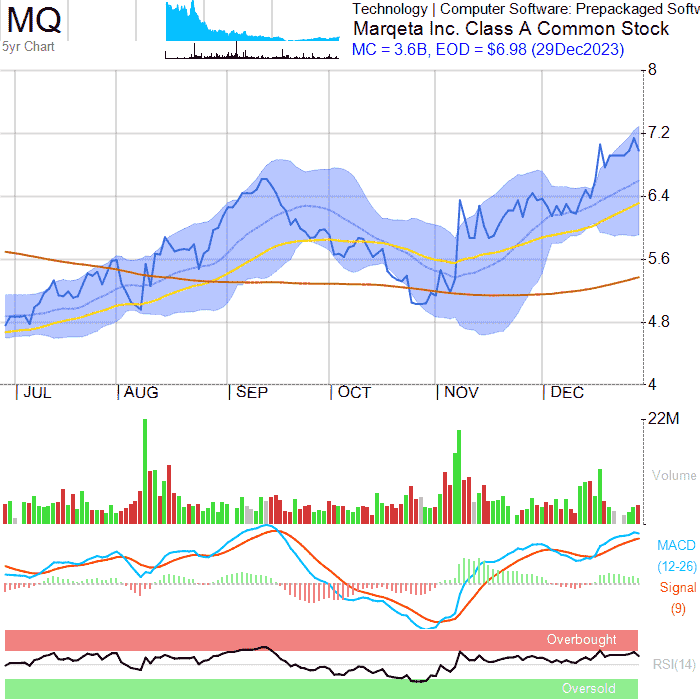 MQ
5yr Chart
Technology | Computer Software: Prepackaged Softw
Marqeta Inc. Class A Common Stock
MC = 3.6B, EOD = $6.98 (29Dec2023)
8
7.2
6.4
5.6
4.8
4
JUL AUG SEP OCT NOV DEC
22M
Volume
MACD
(12-26)
Signal
(9)
Overbought
RSI(14)
Oversold